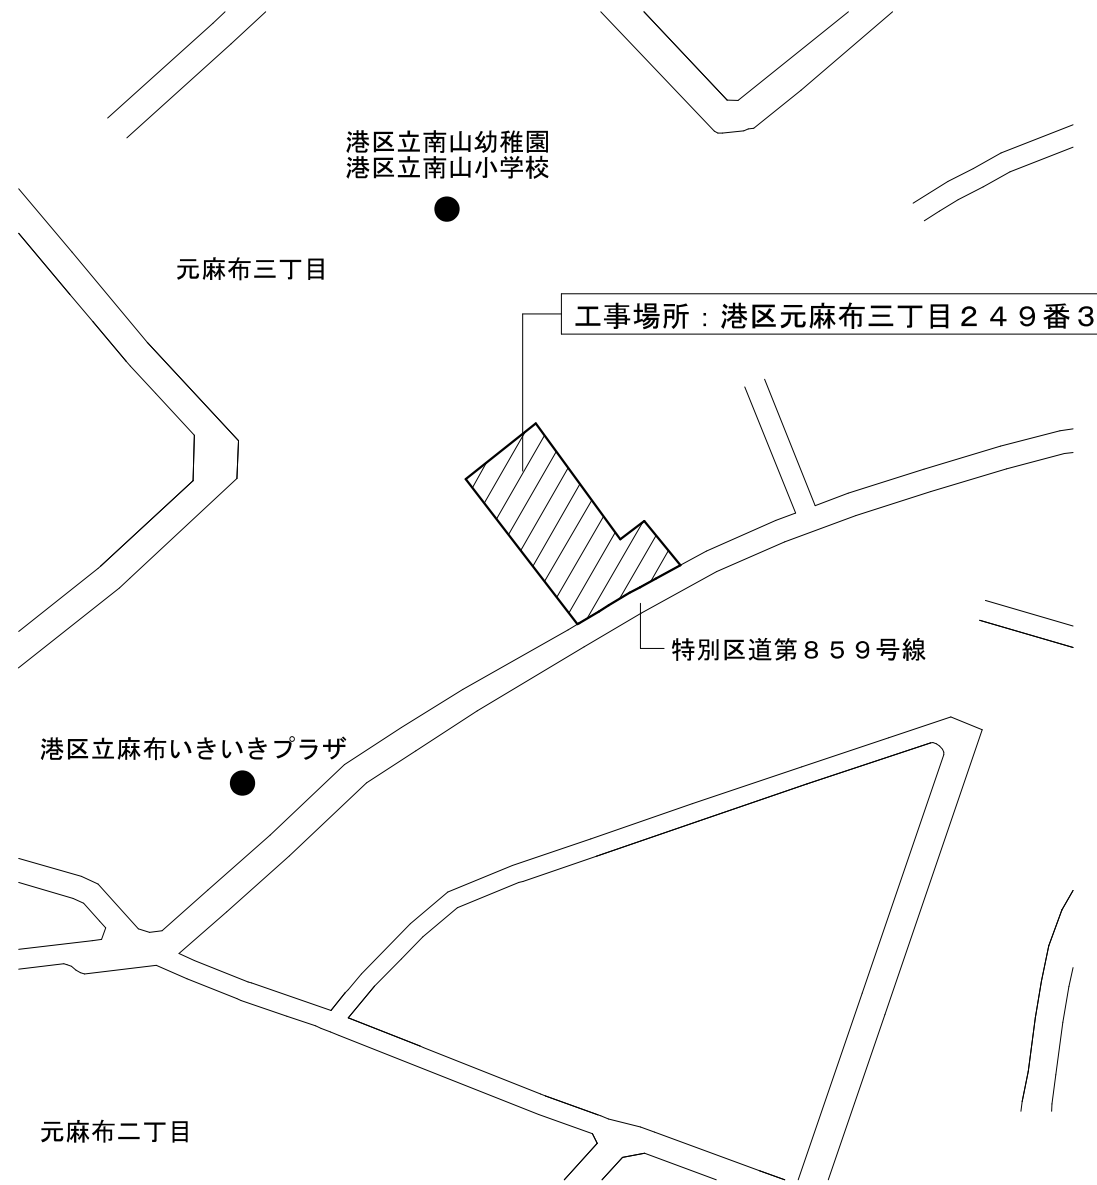 港区立南山幼稚園
港区立南山小学校
元麻布三丁目
工事場所：港区元麻布三丁目２４９番３
特別区道第８５９号線
港区立麻布いきいきプラザ
元麻布二丁目